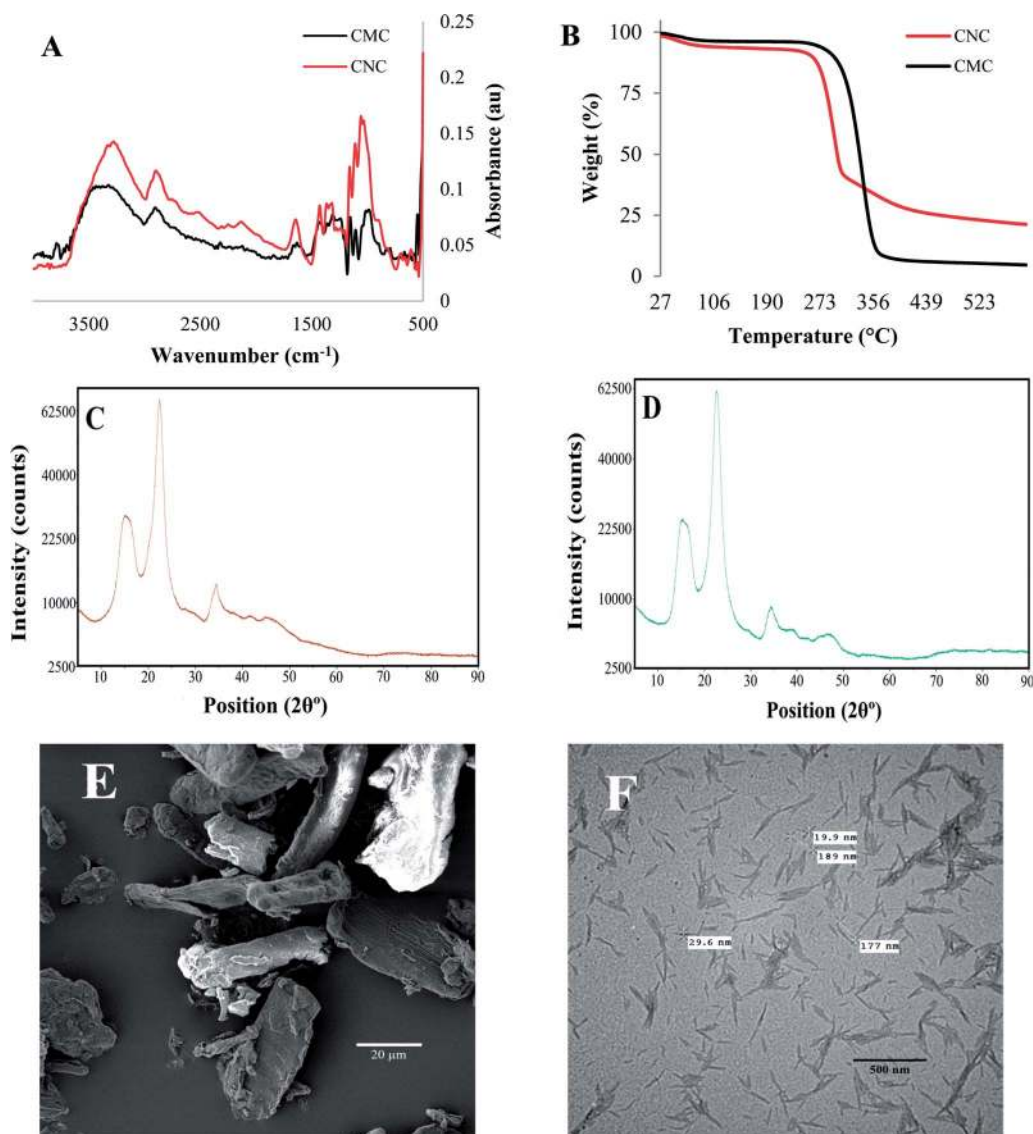 A
CMC
CNC
0.25
0.2
0.15
0.1
0.05
0
Absorbance (au)
3500 2500 1500 500
Wavenumber (cm⁻¹)
B
CNC
CMC
100
75
50
25
0
Weight (%)
27 106 190 273 356 439 523
Temperature (°C)
C
62500
40000
22500
10000
2500
Intensity (counts)
10 20 30 40 50 60 70 80 90
Position (2θº)
D
62500
40000
22500
10000
2500
Intensity (counts)
10 20 30 40 50 60 70 80 90
Position (2θº)
E
20 µm
F
19.9 nm
189 nm
29.6 nm
177 nm
500 nm